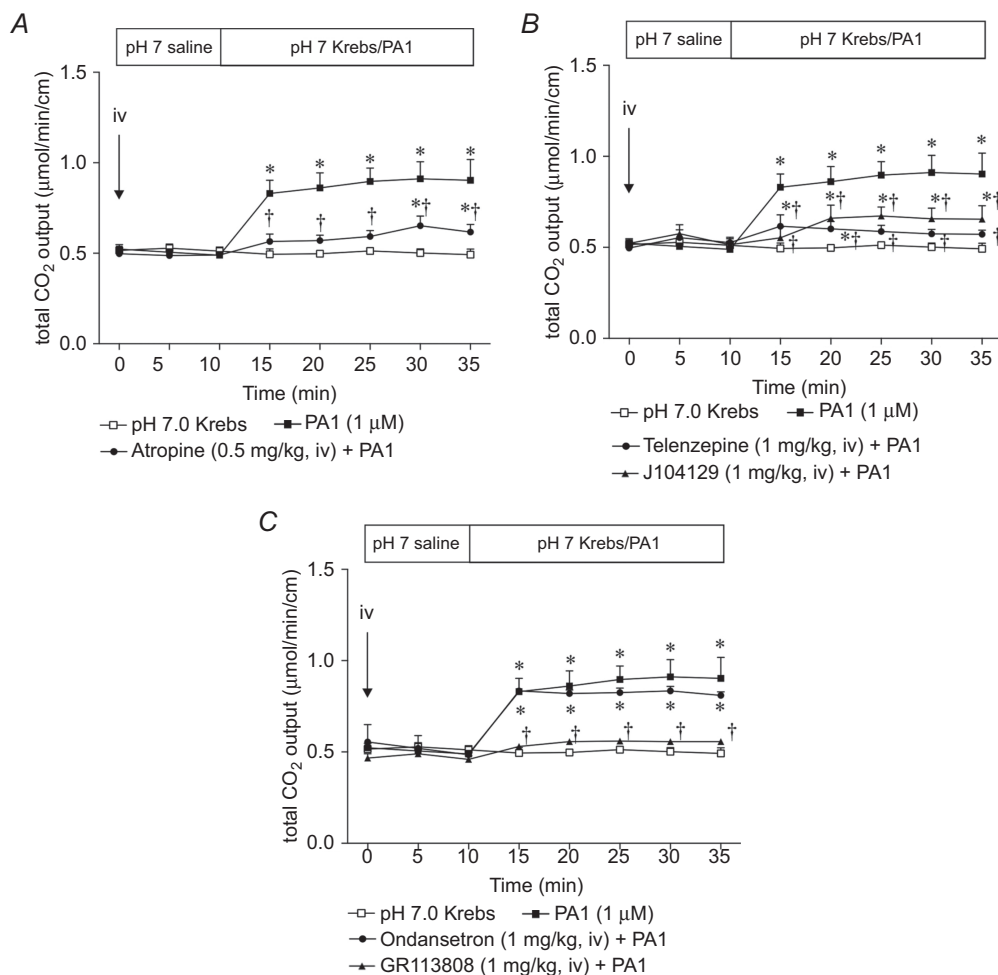 A
pH 7 saline pH 7 Krebs/PA1
total CO2 output (μmol/min/cm)
1.5
1.0
0.5
0.0
iv
* * * * *
† † † *† *†
0 5 10 15 20 25 30 35
Time (min)
pH 7.0 Krebs PA1 (1 μM)
Atropine (0.5 mg/kg, iv) + PA1
B
pH 7 saline pH 7 Krebs/PA1
total CO2 output (μmol/min/cm)
1.5
1.0
0.5
0.0
iv
* * * * *
*† *† *† *† *†
† *† † † †
0 5 10 15 20 25 30 35
Time (min)
pH 7.0 Krebs PA1 (1 μM)
Telenzepine (1 mg/kg, iv) + PA1
J104129 (1 mg/kg, iv) + PA1
C
pH 7 saline pH 7 Krebs/PA1
total CO2 output (μmol/min/cm)
1.5
1.0
0.5
0.0
iv
* * * * *
* * * * *
† † † † †
0 5 10 15 20 25 30 35
Time (min)
pH 7.0 Krebs PA1 (1 μM)
Ondansetron (1 mg/kg, iv) + PA1
GR113808 (1 mg/kg, iv) + PA1